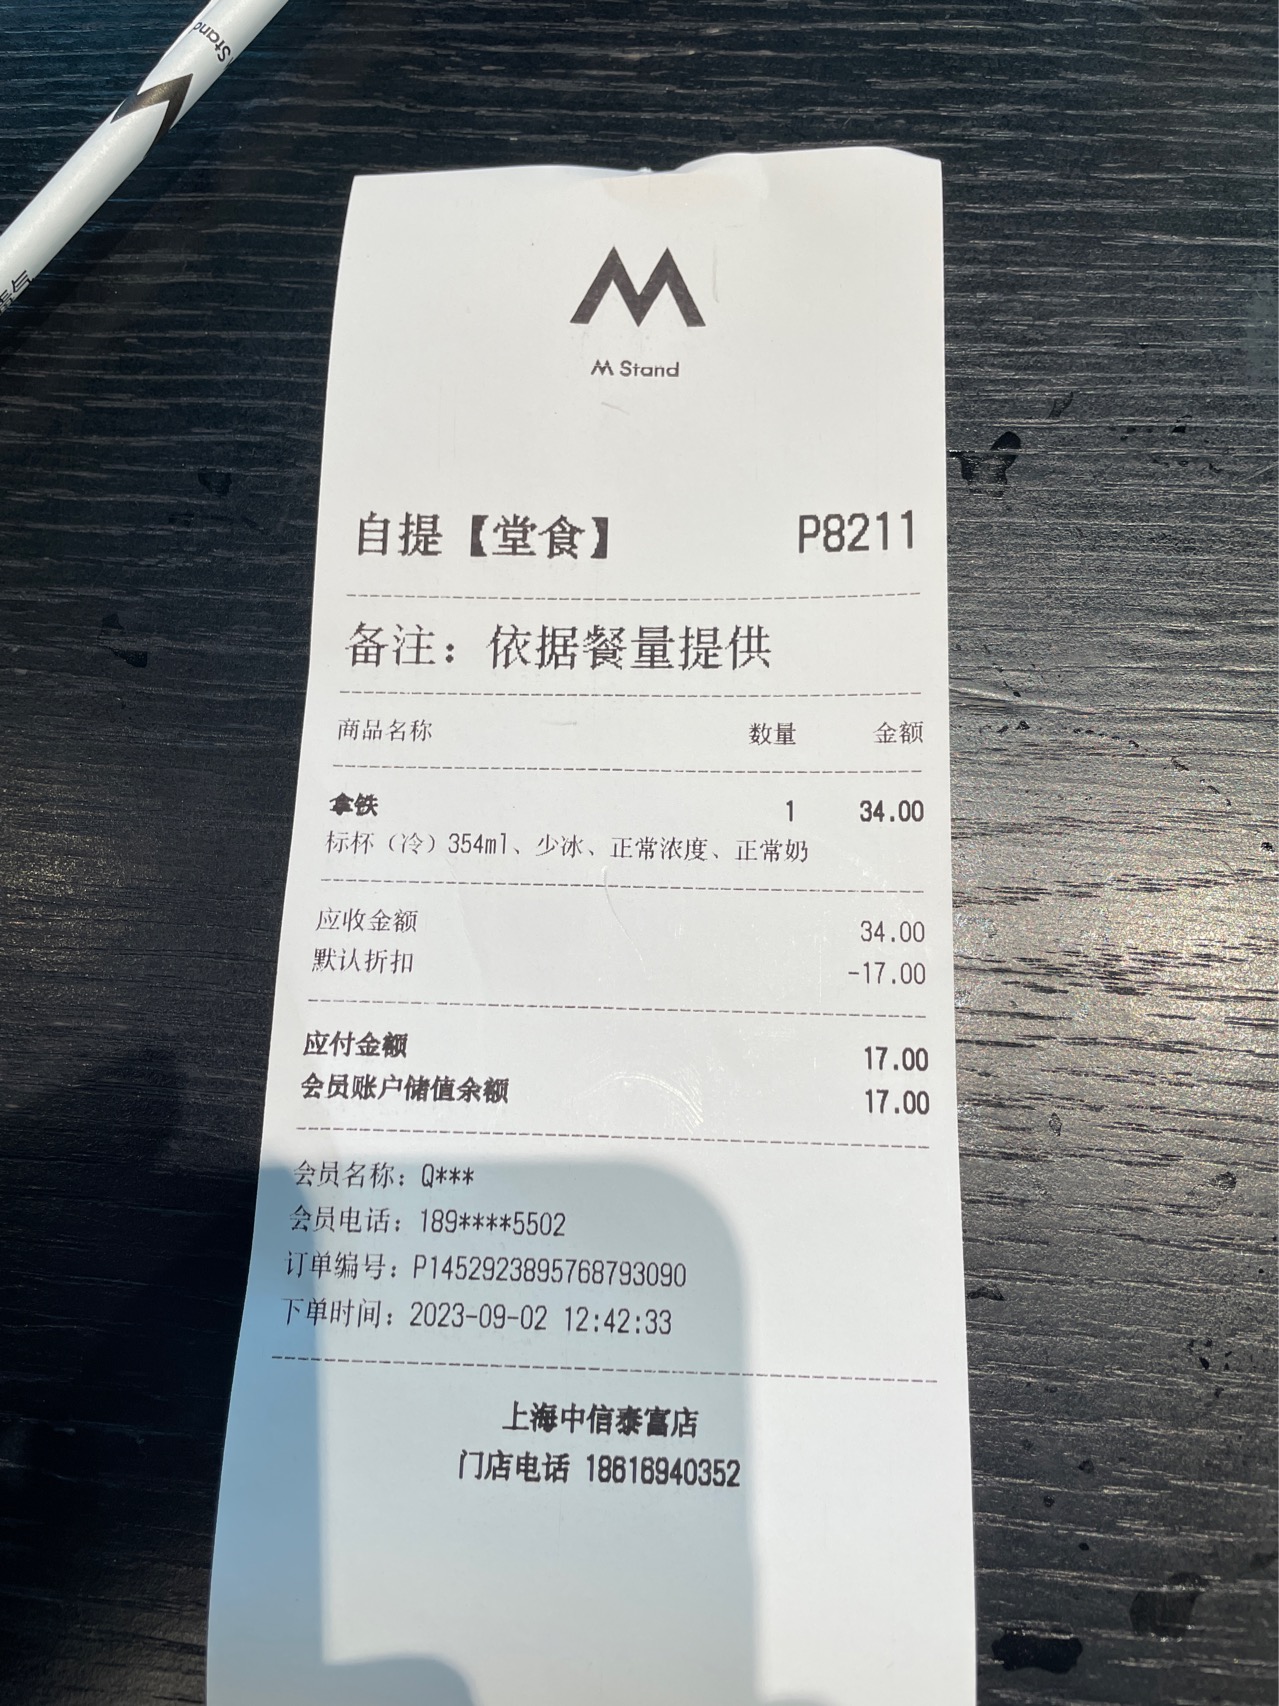 Stand
M Stand
自提【堂食】 P8211
备注：依据餐量提供
商品名称 数量 金额
拿铁 1 34.00
标杯（冷）354ml、少冰、正常浓度、正常奶
应收金额 34.00
默认折扣 -17.00
应付金额 17.00
会员账户储值余额 17.00
会员名称：Q***
会员电话：189****5502
订单编号：P1452923895768793090
下单时间：2023-09-02 12:42:33
上海中信泰富店
门店电话 18616940352